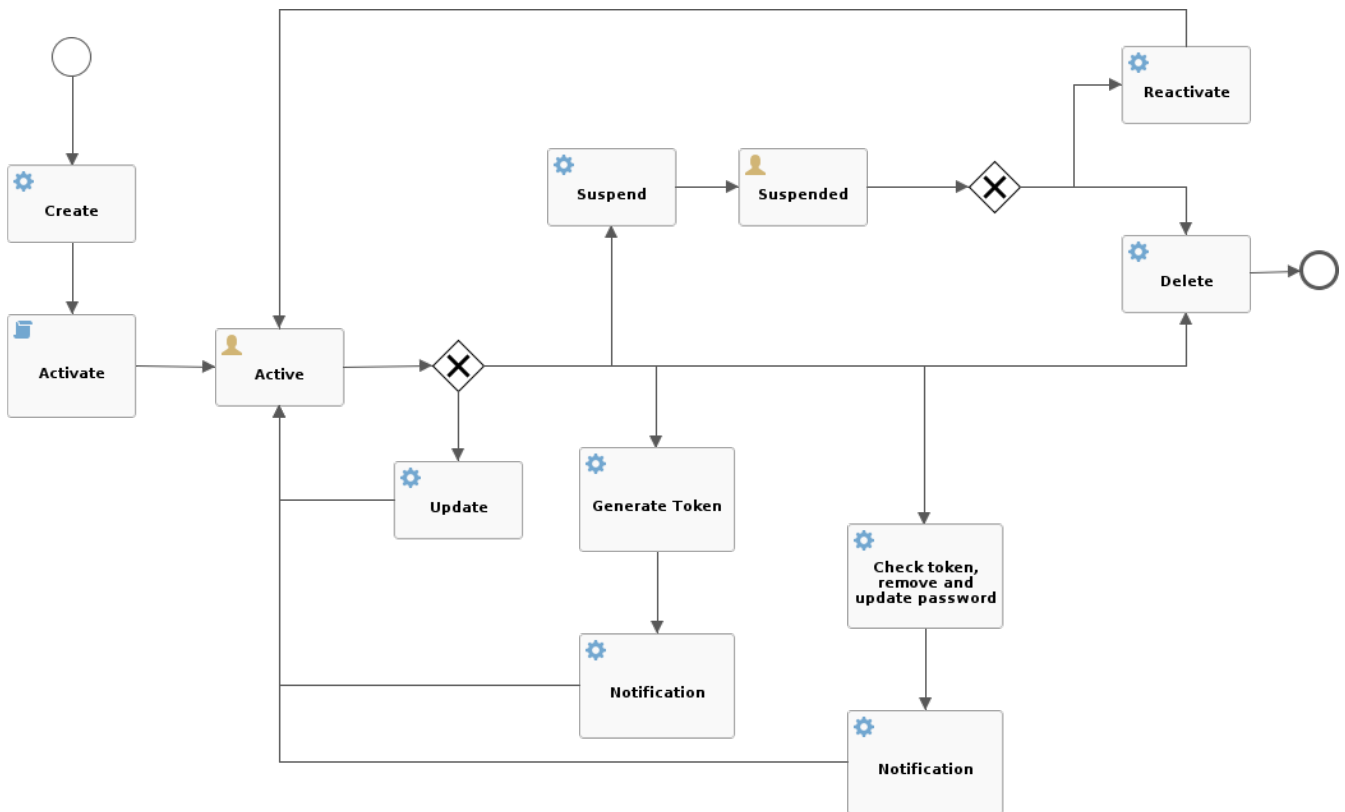 Reactivate
Suspend
Suspended
Create
Delete
Activate
Active
Update
Generate Token
Check token,
remove and
update password
Notification
Notification